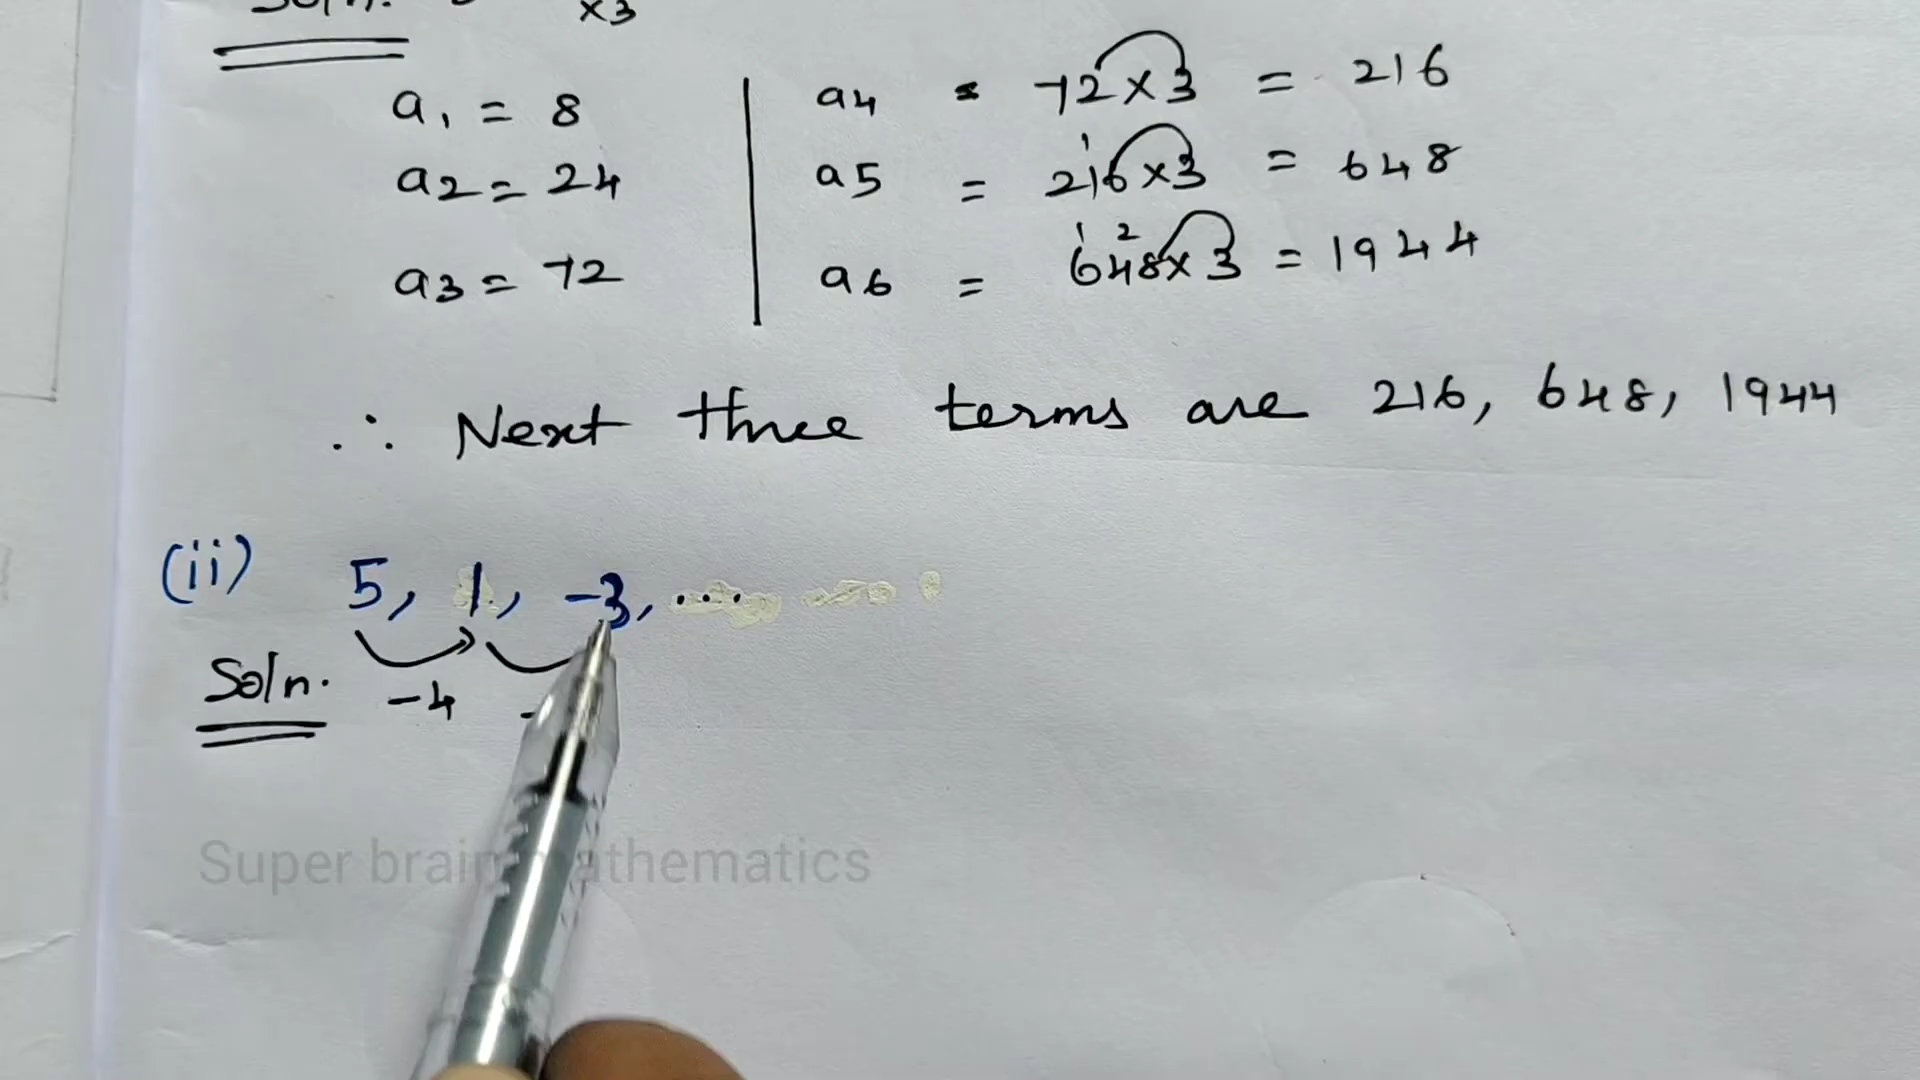 Soln. ×3
a1 = 8
a2 = 24
a3 = 72
a4 = 72×3 = 216
a5 = 216×3 = 648
a6 = 648×3 = 1944
∴ Next three terms are 216, 648, 1944
(ii) 5, 1, -3, ...
Soln. -4 -
Super brain mathematics